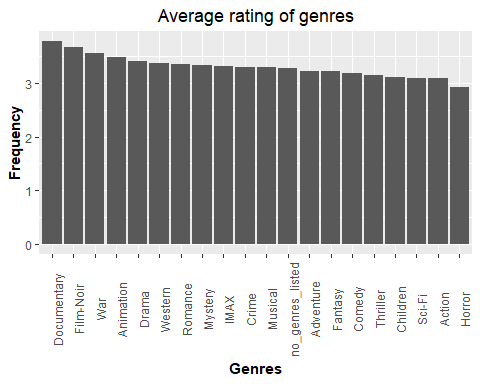 Average rating of genres
Frequency
3
2
1
0
Documentary
Film-Noir
War
Animation
Drama
Western
Romance
Mystery
IMAX
Crime
Musical
no_genres_listed
Adventure
Fantasy
Comedy
Thriller
Children
Sci-Fi
Action
Horror
Genres